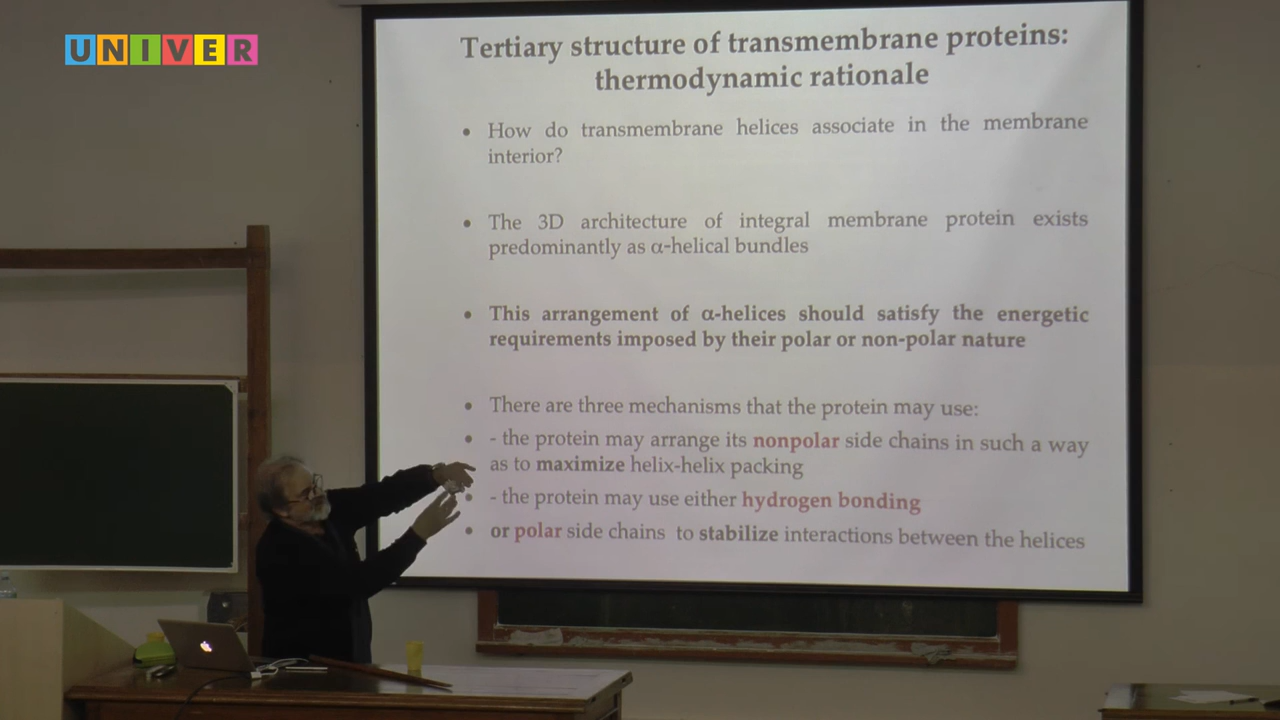 UNIVER
Tertiary structure of transmembrane proteins:
thermodynamic rationale
• How do transmembrane helices associate in the membrane
interior?
• The 3D architecture of integral membrane protein exists
predominantly as α-helical bundles
• This arrangement of α-helices should satisfy the energetic
requirements imposed by their polar or non-polar nature
• There are three mechanisms that the protein may use:
• - the protein may arrange its nonpolar side chains in such a way
as to maximize helix-helix packing
• - the protein may use either hydrogen bonding
• or polar side chains to stabilize interactions between the helices